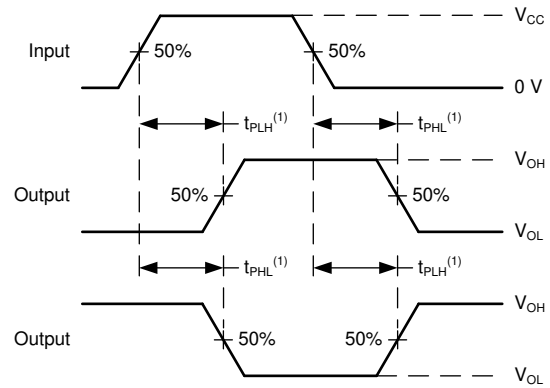 V_CC
Input 50% 50%
0 V
t_PLH^(1) t_PHL^(1)
V_OH
Output 50% 50%
V_OL
t_PHL^(1) t_PLH^(1)
V_OH
Output 50% 50%
V_OL